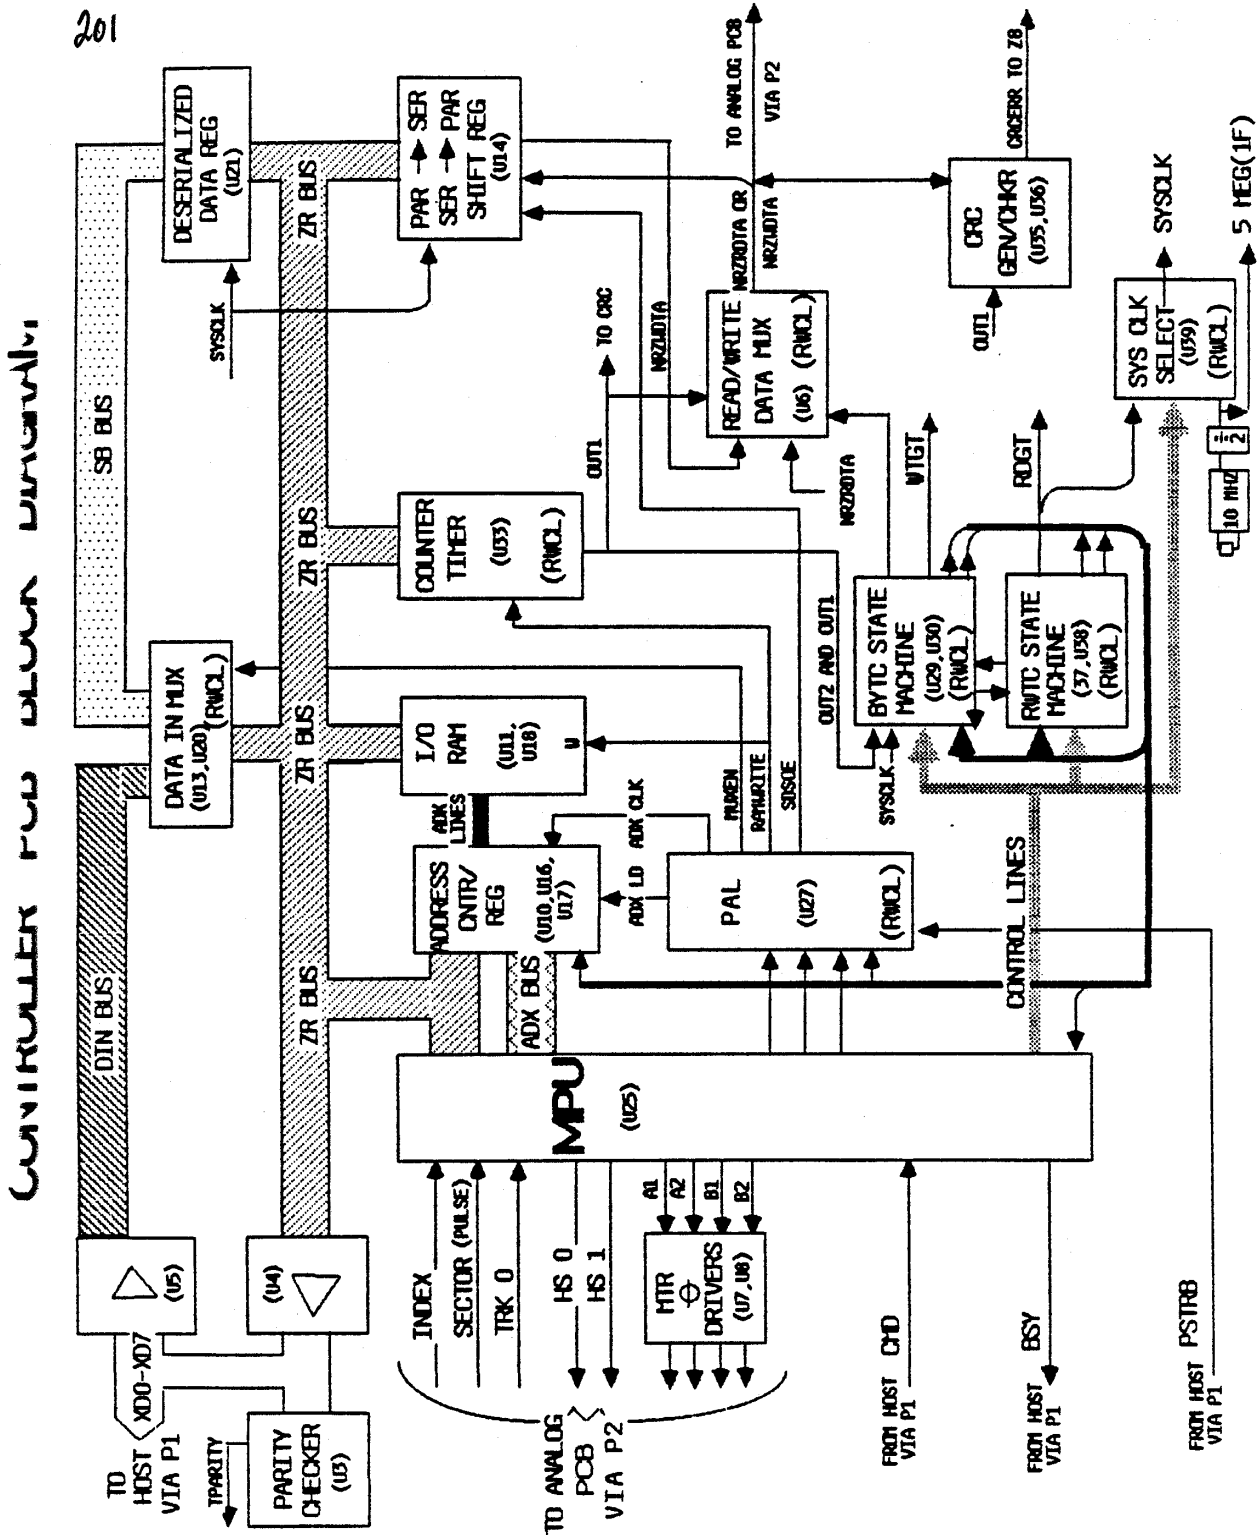 201
CONTROLLER PCB BLOCK DIAGRAM
TO
HOST
VIA P1
XD0-XD7
(U5)
DIN BUS
DATA IN MUX
(U13,U20)
(RWCL)
SB BUS
DESERIALIZED
DATA REG
(U21)
TPARITY
PARITY
CHECKER
(U3)
(U4)
ZR BUS
ZR BUS
ZR BUS
ZR BUS
SYSCLK
ADDRESS
CNTR/
REG
(U10,U16,
U17)
ADX
LINES
I/O
RAM
(U11,
U18)
W
COUNTER
TIMER
(U33)
(RWCL)
PAR → SER
SER → PAR
SHIFT REG
(U14)
ADX BUS
ADX LD
ADX CLK
MUXEN
RAMWRITE
SDSOE
OUT1
TO CRC
NRZWDTA
MPU
(U25)
PAL
(U27)
(RWCL)
INDEX
SECTOR (PULSE)
TRK 0
HS 0
HS 1
TO ANALOG
PCB
VIA P2
A1
A2
B1
B2
MTR
Φ
DRIVERS
(U7,U8)
READ/WRITE
DATA MUX
(U6) (RWCL)
NRZRDTA
NRZRDTA OR
NRZWDTA
TO ANALOG PCB
VIA P2
OUT2 AND OUT1
SYSCLK
BYTC STATE
MACHINE
(U29,U30)
(RWCL)
WTGT
CRC
GEN/CHKR
(U35,U36)
OUT1
CRCERR TO Z8
FROM HOST
VIA P1
CMD
CONTROL LINES
RWTC STATE
MACHINE
(37,U38)
(RWCL)
RDGT
FROM HOST
VIA P1
BSY
SYS CLK
SELECT
(U39)
(RWCL)
SYSCLK
FROM HOST
VIA P1
PSTRB
10 MHZ
÷
2
5 MEG(1F)